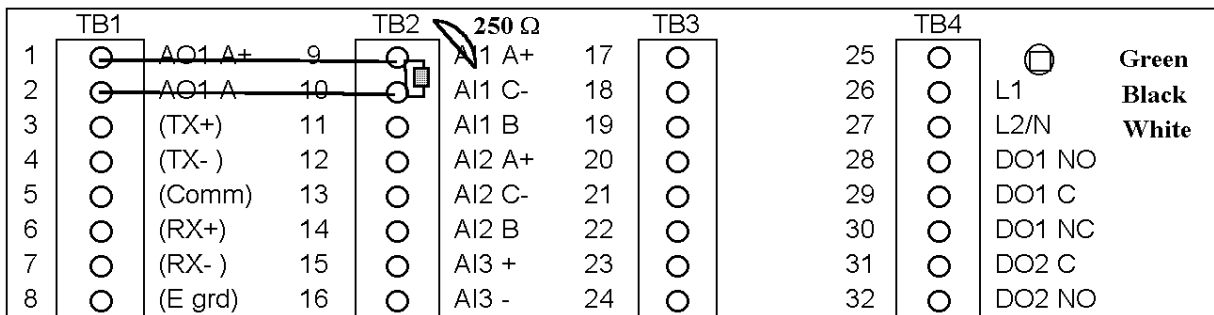 TB1 TB2 250 Ω TB3 TB4
1 AO1 A+ 9 AI1 A+ 17 25 Green
2 AO1 A- 10 AI1 C- 18 26 L1 Black
3 (TX+) 11 AI1 B 19 27 L2/N White
4 (TX- ) 12 AI2 A+ 20 28 DO1 NO
5 (Comm) 13 AI2 C- 21 29 DO1 C
6 (RX+) 14 AI2 B 22 30 DO1 NC
7 (RX- ) 15 AI3 + 23 31 DO2 C
8 (E grd) 16 AI3 - 24 32 DO2 NO